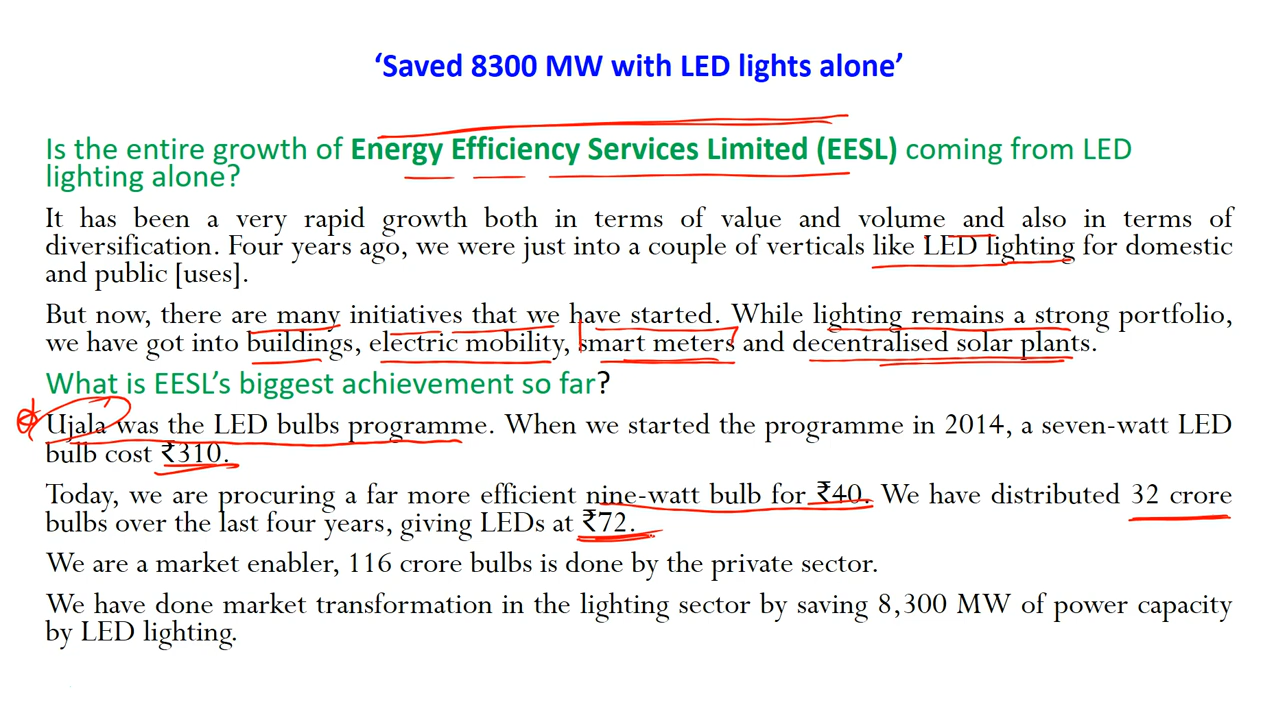 ‘Saved 8300 MW with LED lights alone’
Is the entire growth of Energy Efficiency Services Limited (EESL) coming from LED
lighting alone?
It has been a very rapid growth both in terms of value and volume and also in terms of
diversification. Four years ago, we were just into a couple of verticals like LED lighting for domestic
and public [uses].
But now, there are many initiatives that we have started. While lighting remains a strong portfolio,
we have got into buildings, electric mobility, smart meters and decentralised solar plants.
What is EESL’s biggest achievement so far?
Ujala was the LED bulbs programme. When we started the programme in 2014, a seven-watt LED
bulb cost ₹310.
Today, we are procuring a far more efficient nine-watt bulb for ₹40. We have distributed 32 crore
bulbs over the last four years, giving LEDs at ₹72.
We are a market enabler, 116 crore bulbs is done by the private sector.
We have done market transformation in the lighting sector by saving 8,300 MW of power capacity
by LED lighting.